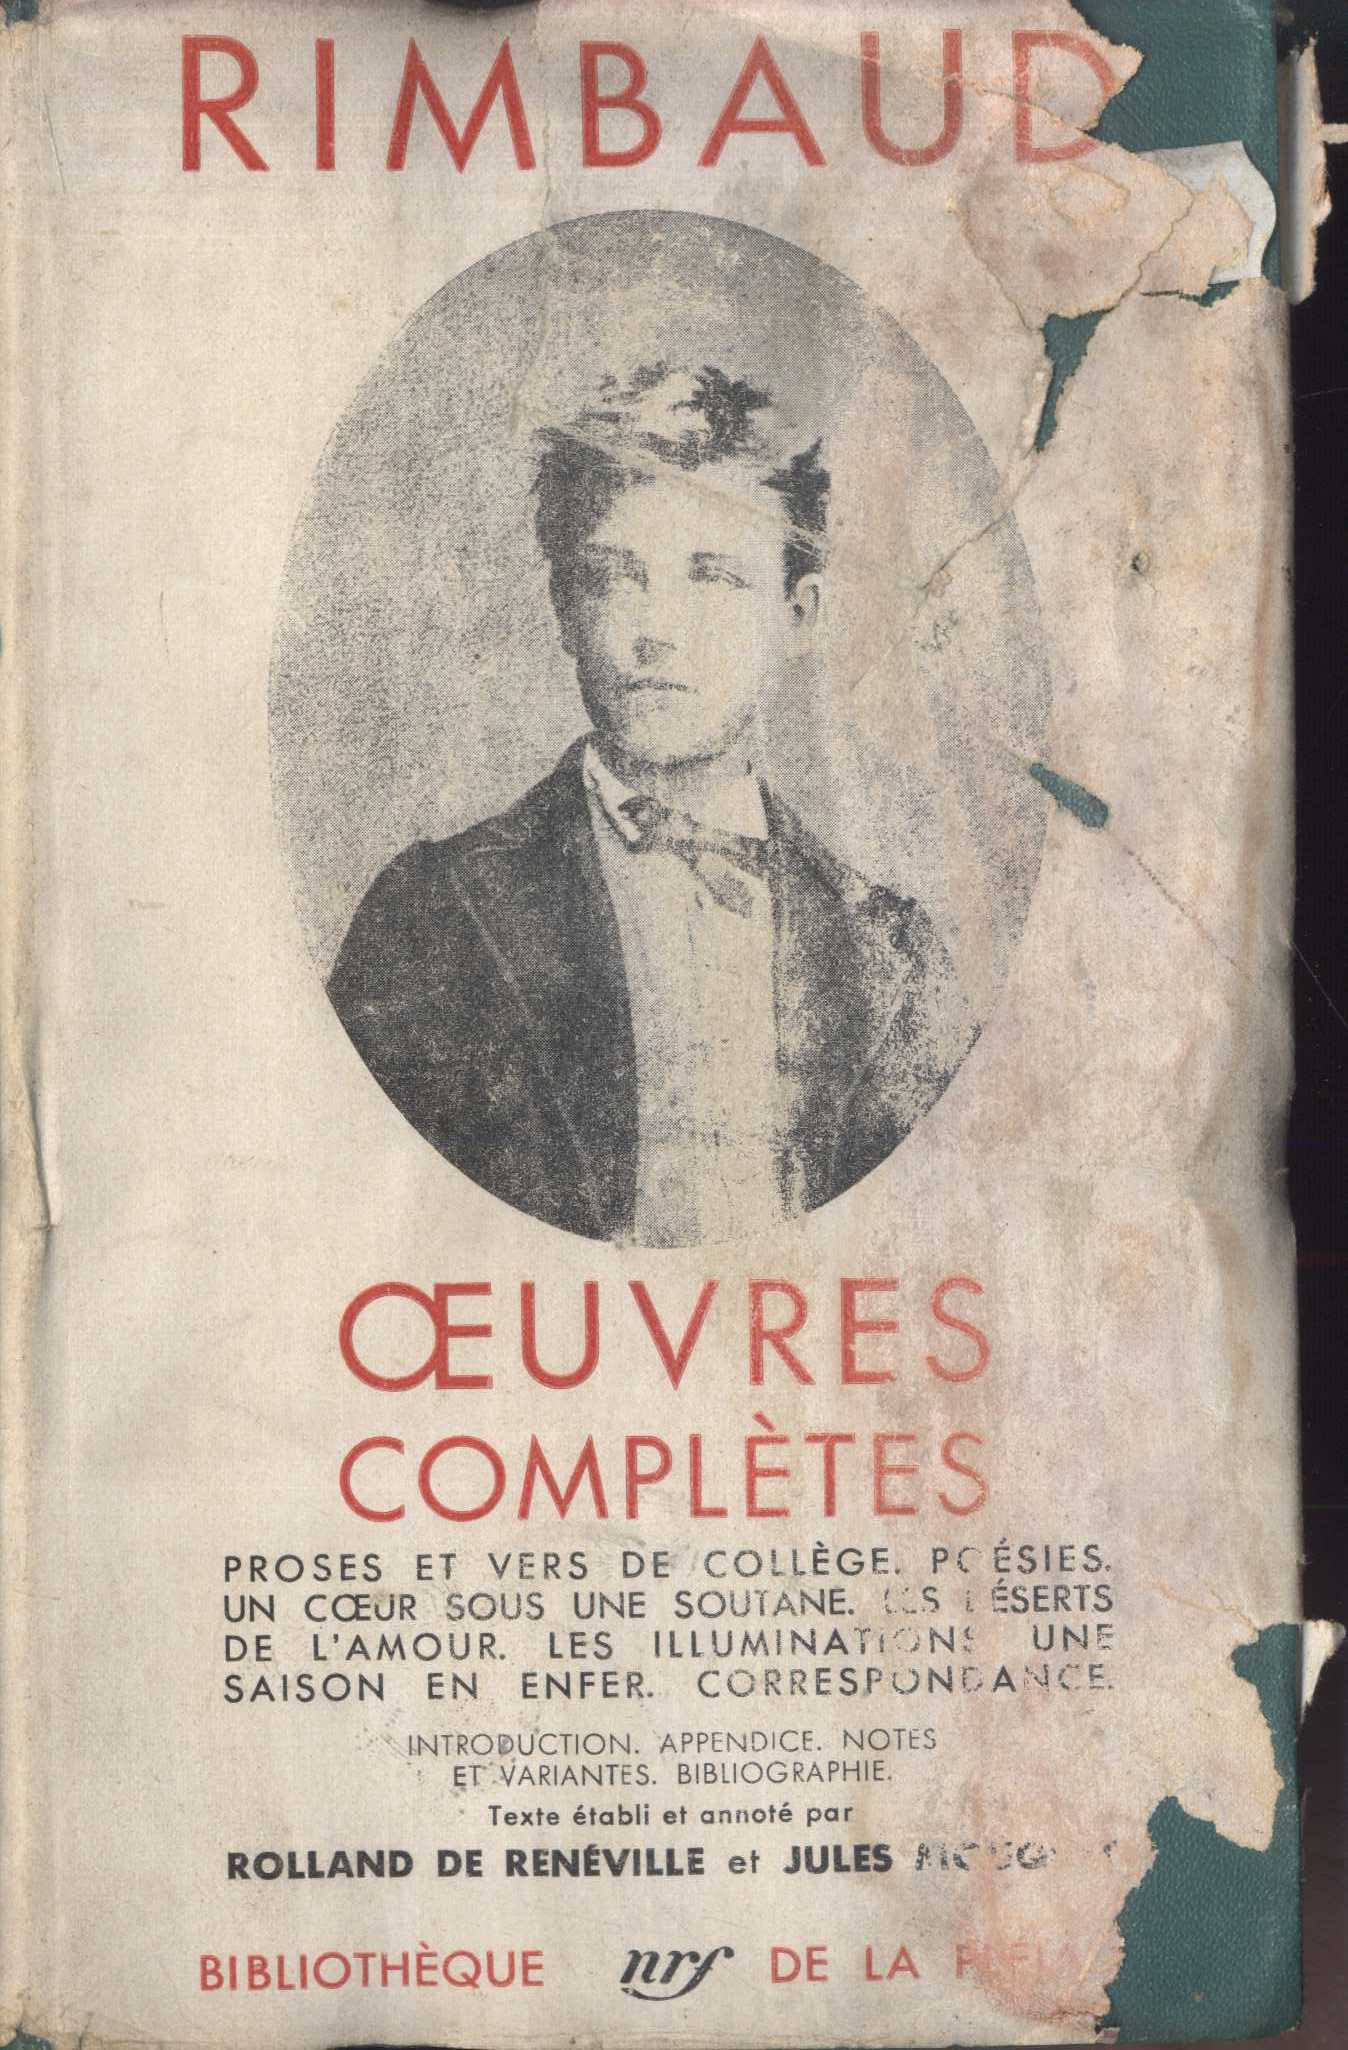 RIMBAUD
ŒUVRES
COMPLÈTES
PROSES ET VERS DE COLLÈGE. POÉSIES.
UN CŒUR SOUS UNE SOUTANE. LES DÉSERTS
DE L'AMOUR. LES ILLUMINATIONS UNE
SAISON EN ENFER. CORRESPONDANCE.
INTRODUCTION. APPENDICE. NOTES
ET VARIANTES. BIBLIOGRAPHIE.
Texte établi et annoté par
ROLLAND DE RENÉVILLE et JULES
BIBLIOTHÈQUE nrf DE LA